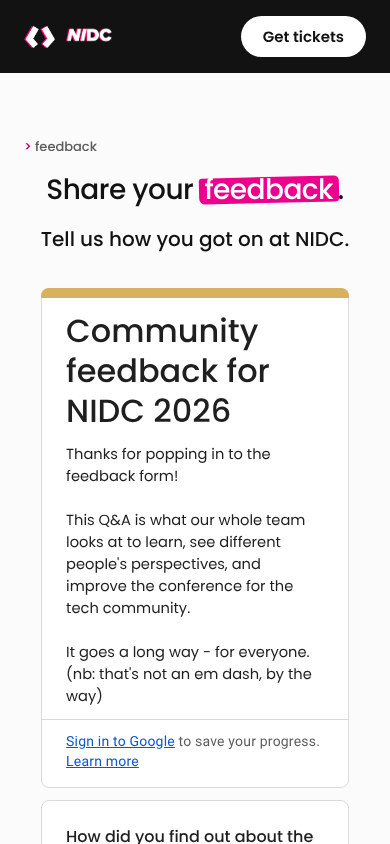 NIDC
Get tickets
> feedback
Share your feedback.
Tell us how you got on at NIDC.
Community
feedback for
NIDC 2026
Thanks for popping in to the
feedback form!
This Q&A is what our whole team
looks at to learn, see different
people's perspectives, and
improve the conference for the
tech community.
It goes a long way - for everyone.
(nb: that's not an em dash, by the
way)
Sign in to Google to save your progress.
Learn more
How did you find out about the